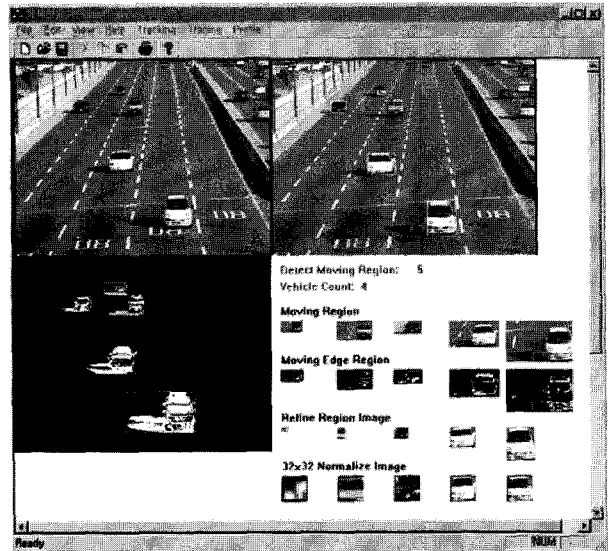 File Edit View Help Tracking Training Profile
Detect Moving Region: 5
Vehicle Count: 4
Moving Region
Moving Edge Region
Refine Region Image
32x32 Normalize Image
Ready
NUM